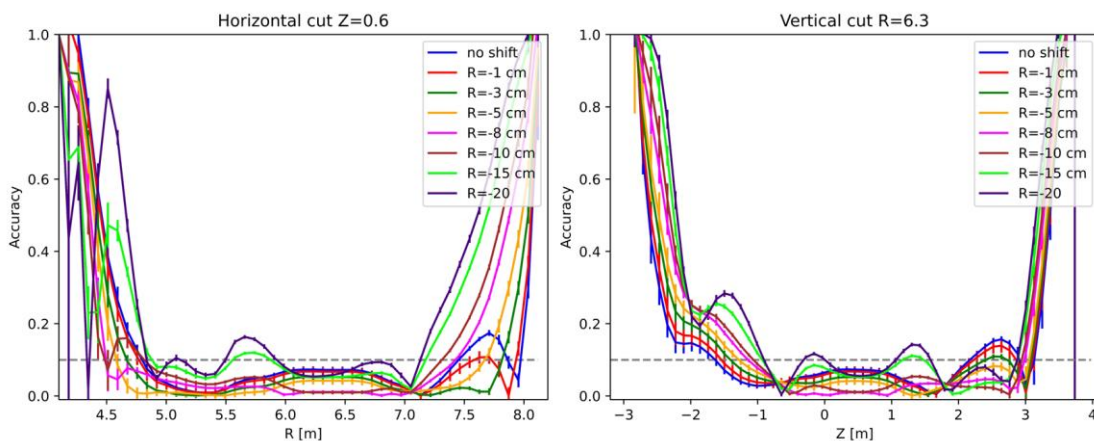 Horizontal cut Z=0.6
1.0
0.8
0.6
0.4
0.2
0.0
Accuracy
no shift
R=-1 cm
R=-3 cm
R=-5 cm
R=-8 cm
R=-10 cm
R=-15 cm
R=-20
4.5 5.0 5.5 6.0 6.5 7.0 7.5 8.0
R [m]
Vertical cut R=6.3
1.0
0.8
0.6
0.4
0.2
0.0
Accuracy
no shift
R=-1 cm
R=-3 cm
R=-5 cm
R=-8 cm
R=-10 cm
R=-15 cm
R=-20
−3 −2 −1 0 1 2 3 4
Z [m]